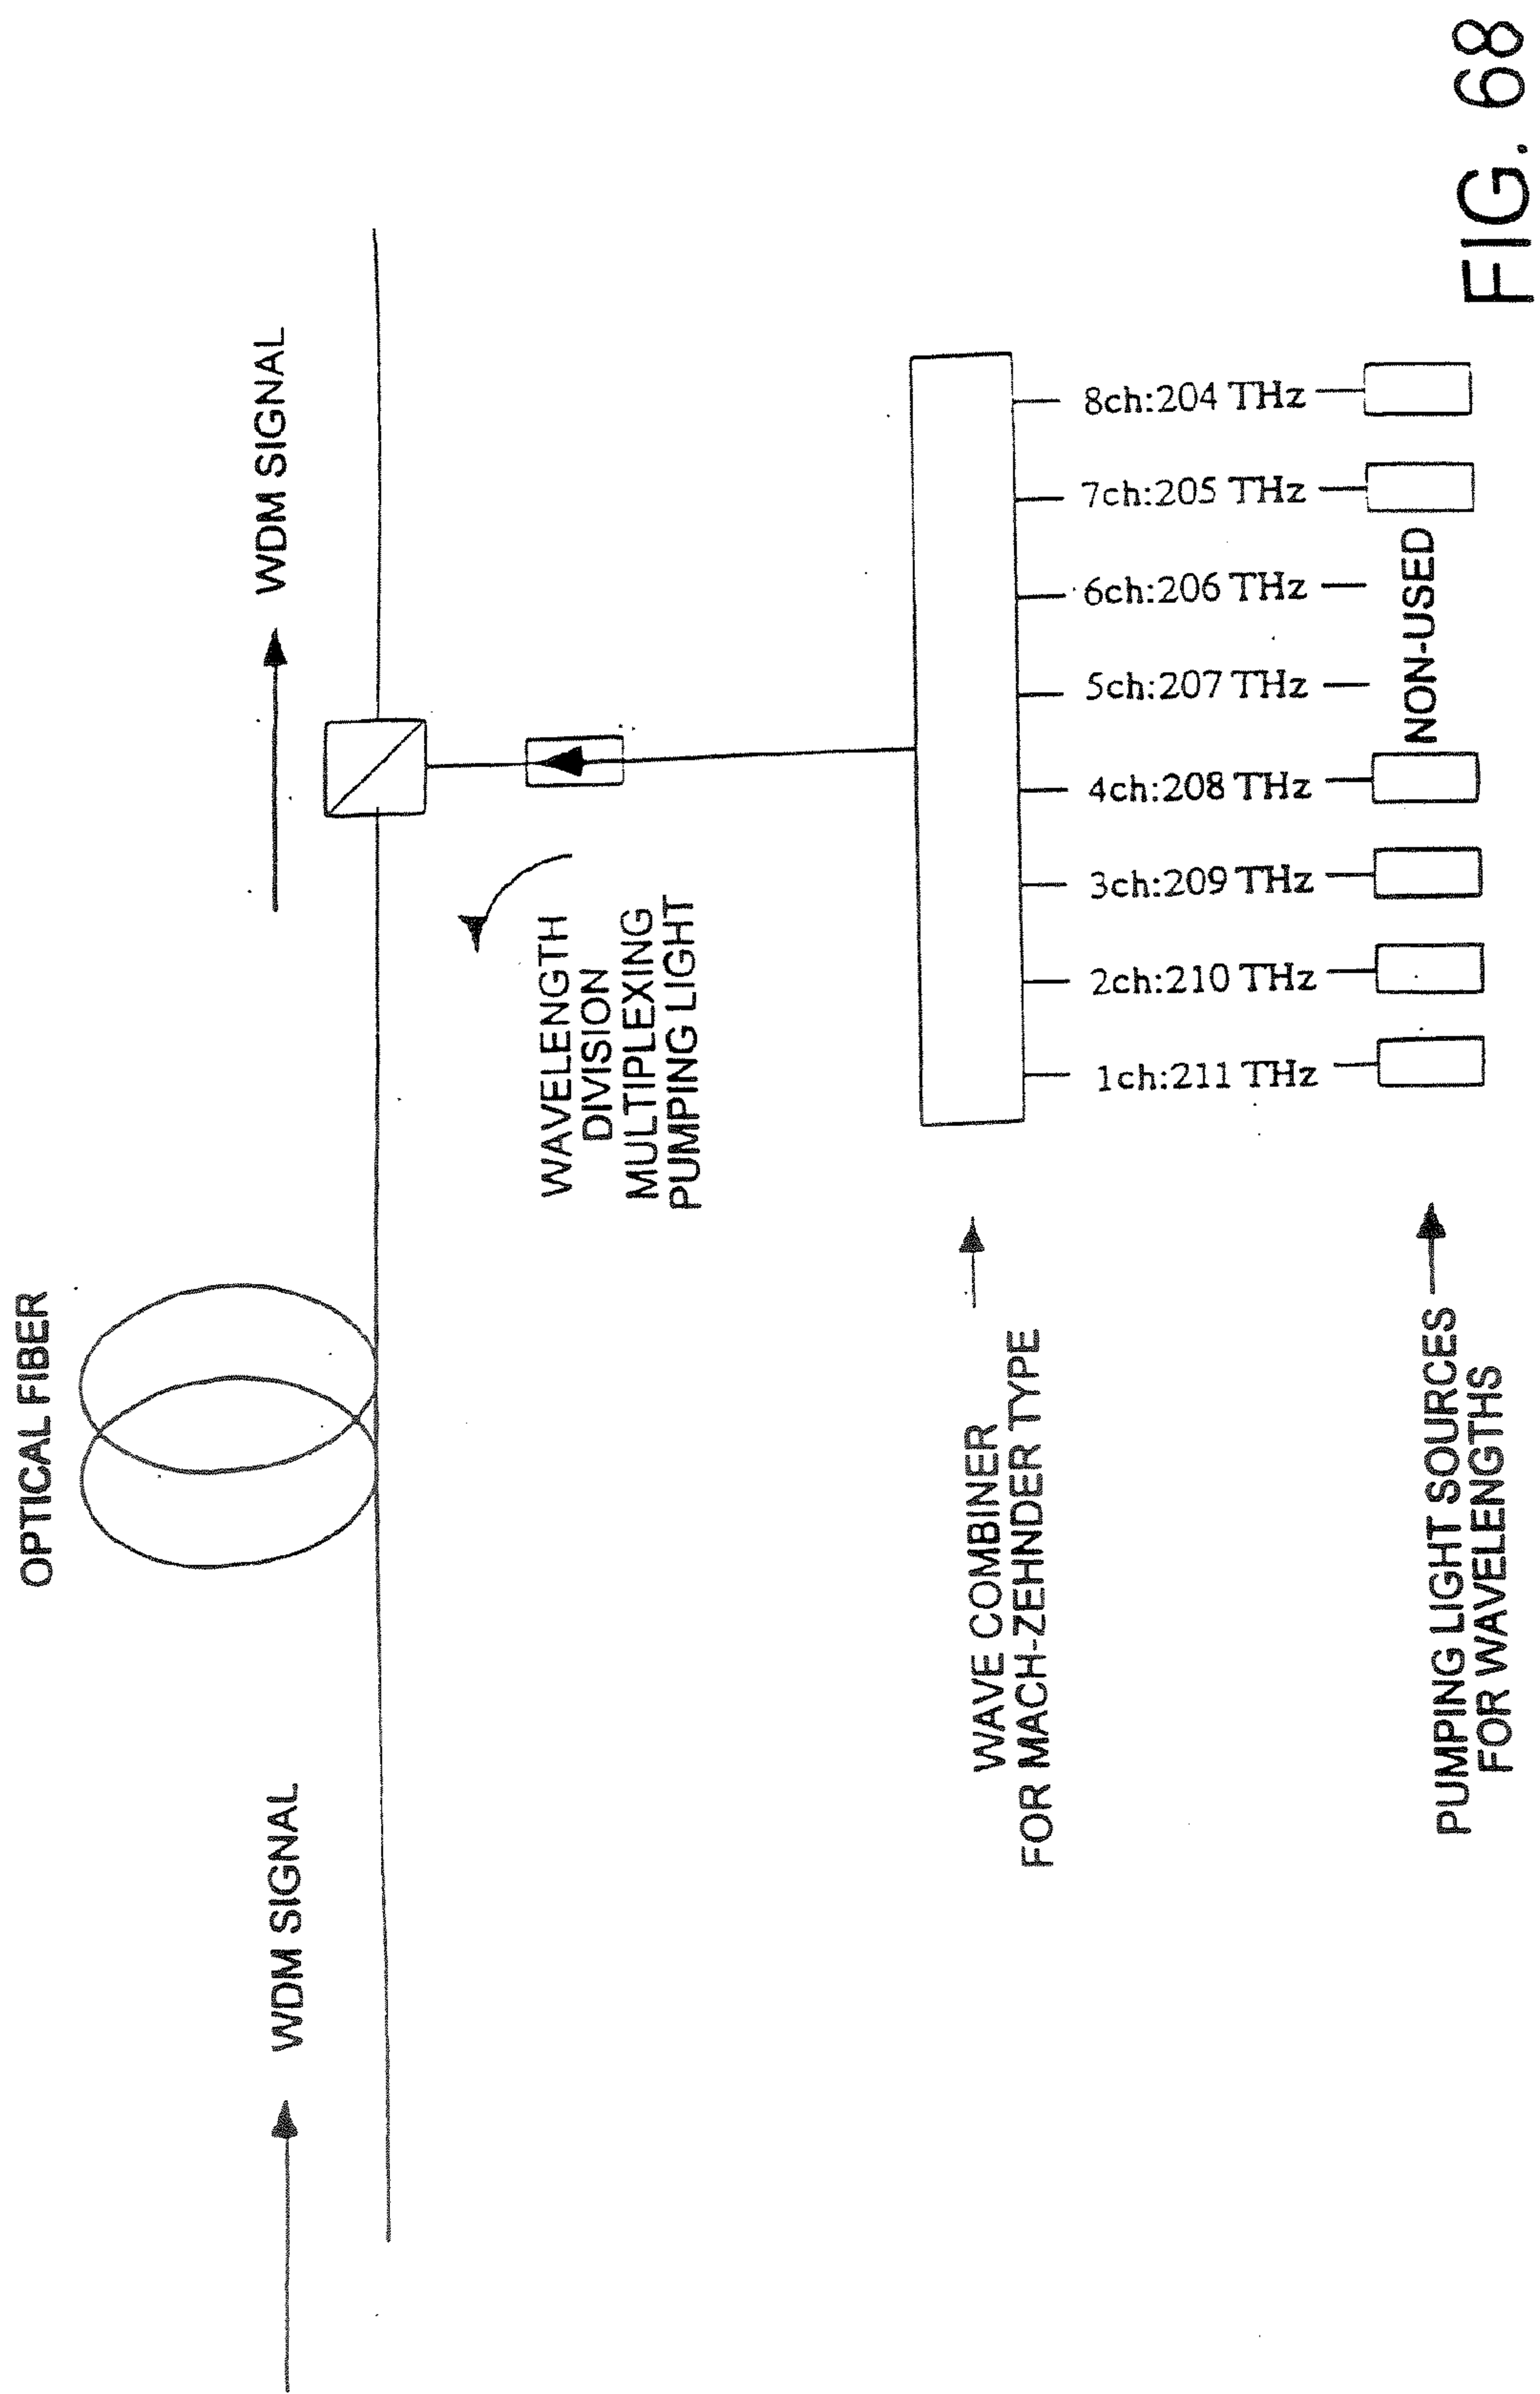 OPTICAL FIBER
WDM SIGNAL
WDM SIGNAL
WAVELENGTH
DIVISION
MULTIPLEXING
PUMPING LIGHT
WAVE COMBINER
FOR MACH-ZEHNDER TYPE
1ch:211 THz
2ch:210 THz
3ch:209 THz
4ch:208 THz
5ch:207 THz
6ch:206 THz
7ch:205 THz
8ch:204 THz
NON-USED
PUMPING LIGHT SOURCES
FOR WAVELENGTHS
FIG. 68